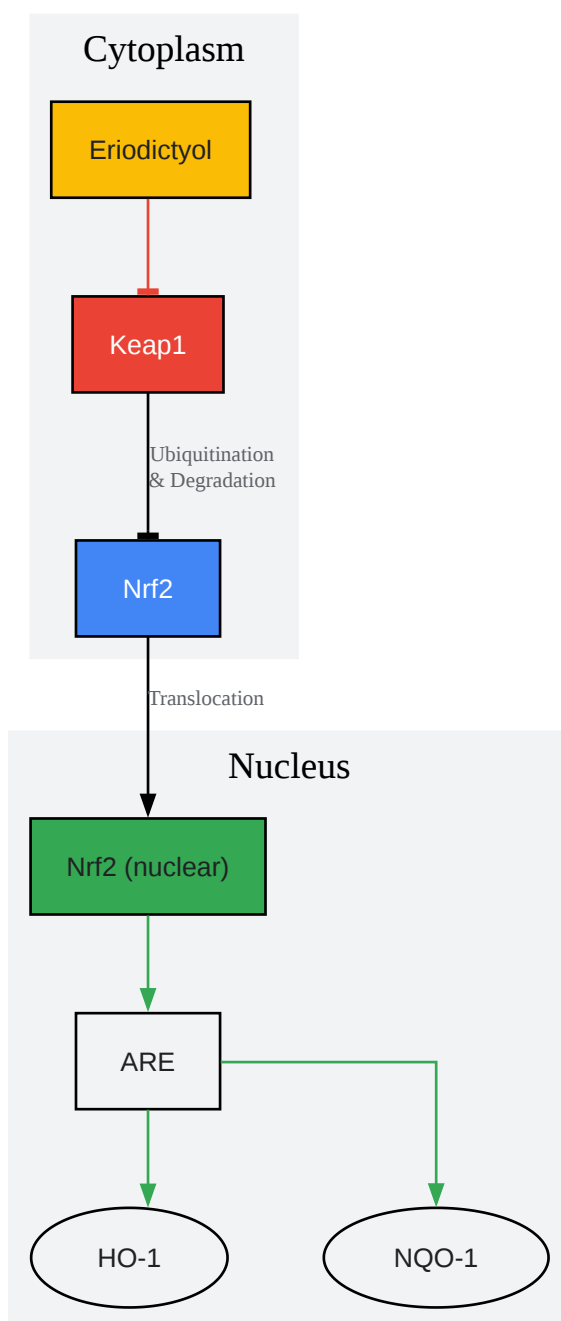 Cytoplasm
Eriodictyol
Keap1
Ubiquitination
& Degradation
Nrf2
Translocation
Nucleus
Nrf2 (nuclear)
ARE
HO-1
NQO-1